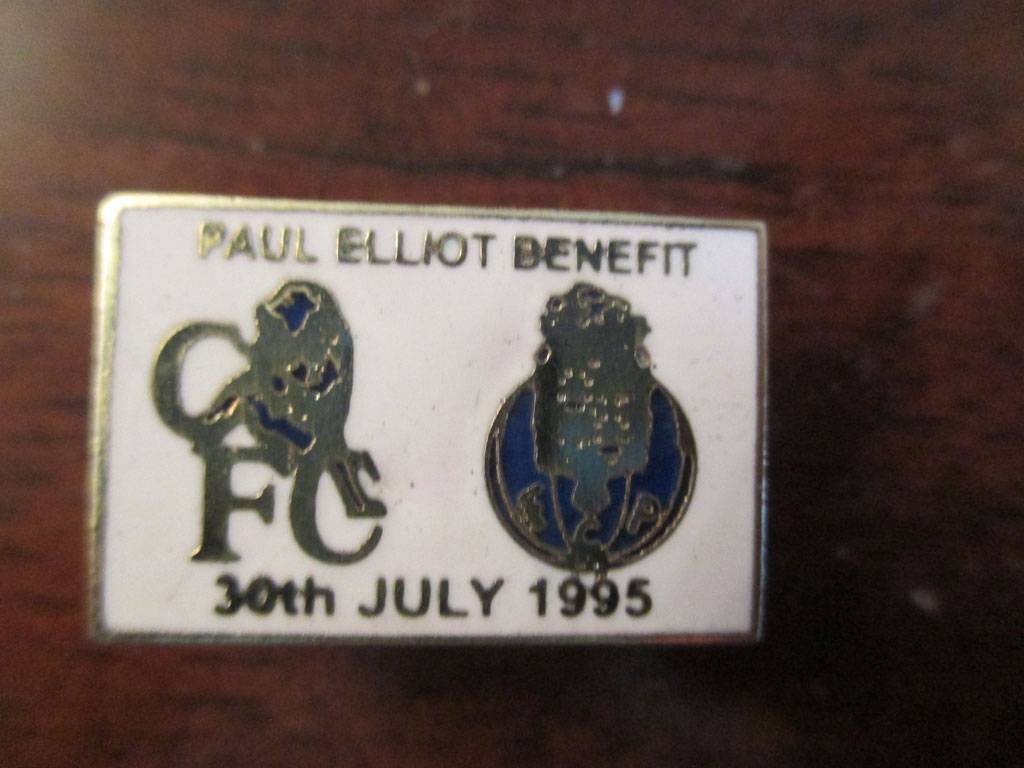 PAUL ELLIOT BENEFIT
CFC
F C P
30th JULY 1995